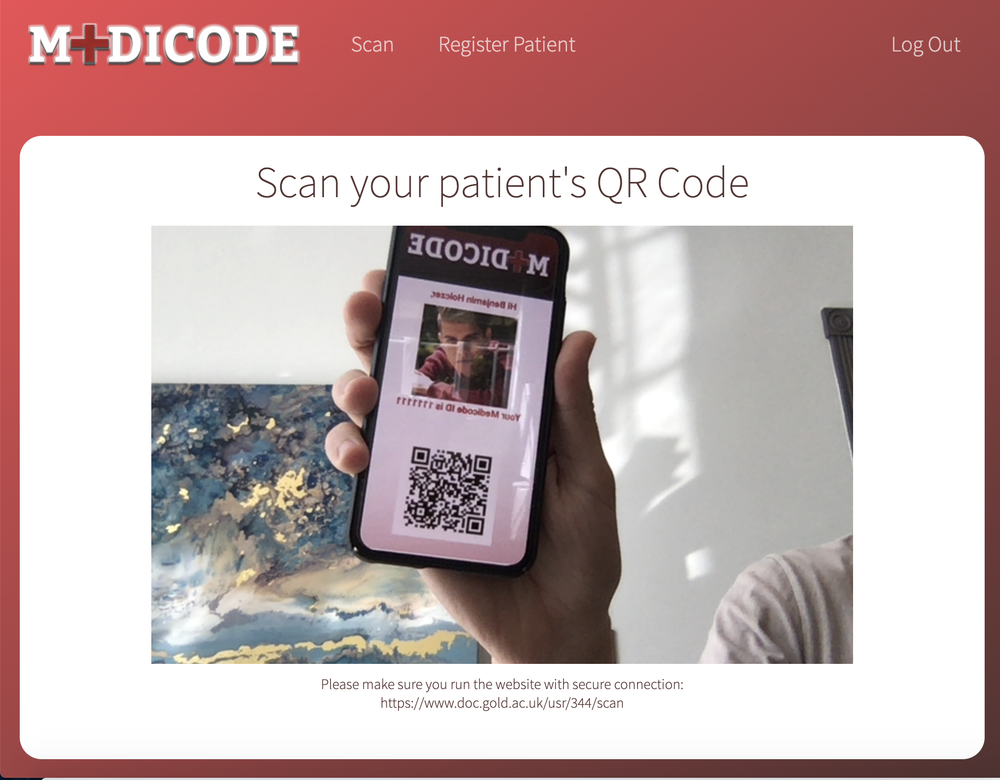 M+DICODE
Scan
Register Patient
Log Out
Scan your patient's QR Code
M+DICODE
Hi Benjamin Holczer,
Your Medicode ID is 1111111
Please make sure you run the website with secure connection:
https://www.doc.gold.ac.uk/usr/344/scan